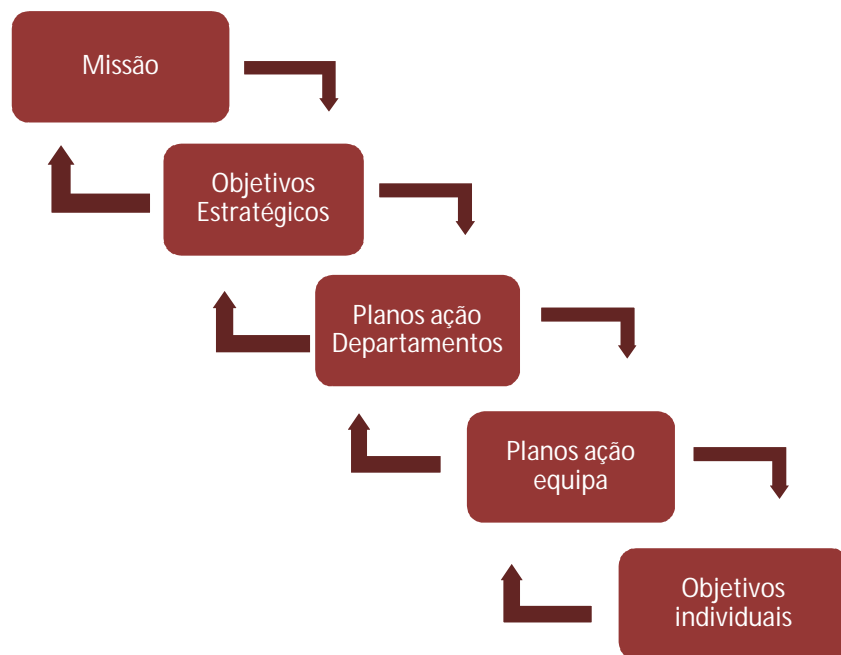 Missão
Objetivos
Estratégicos
Planos ação
Departamentos
Planos ação
equipa
Objetivos
individuais